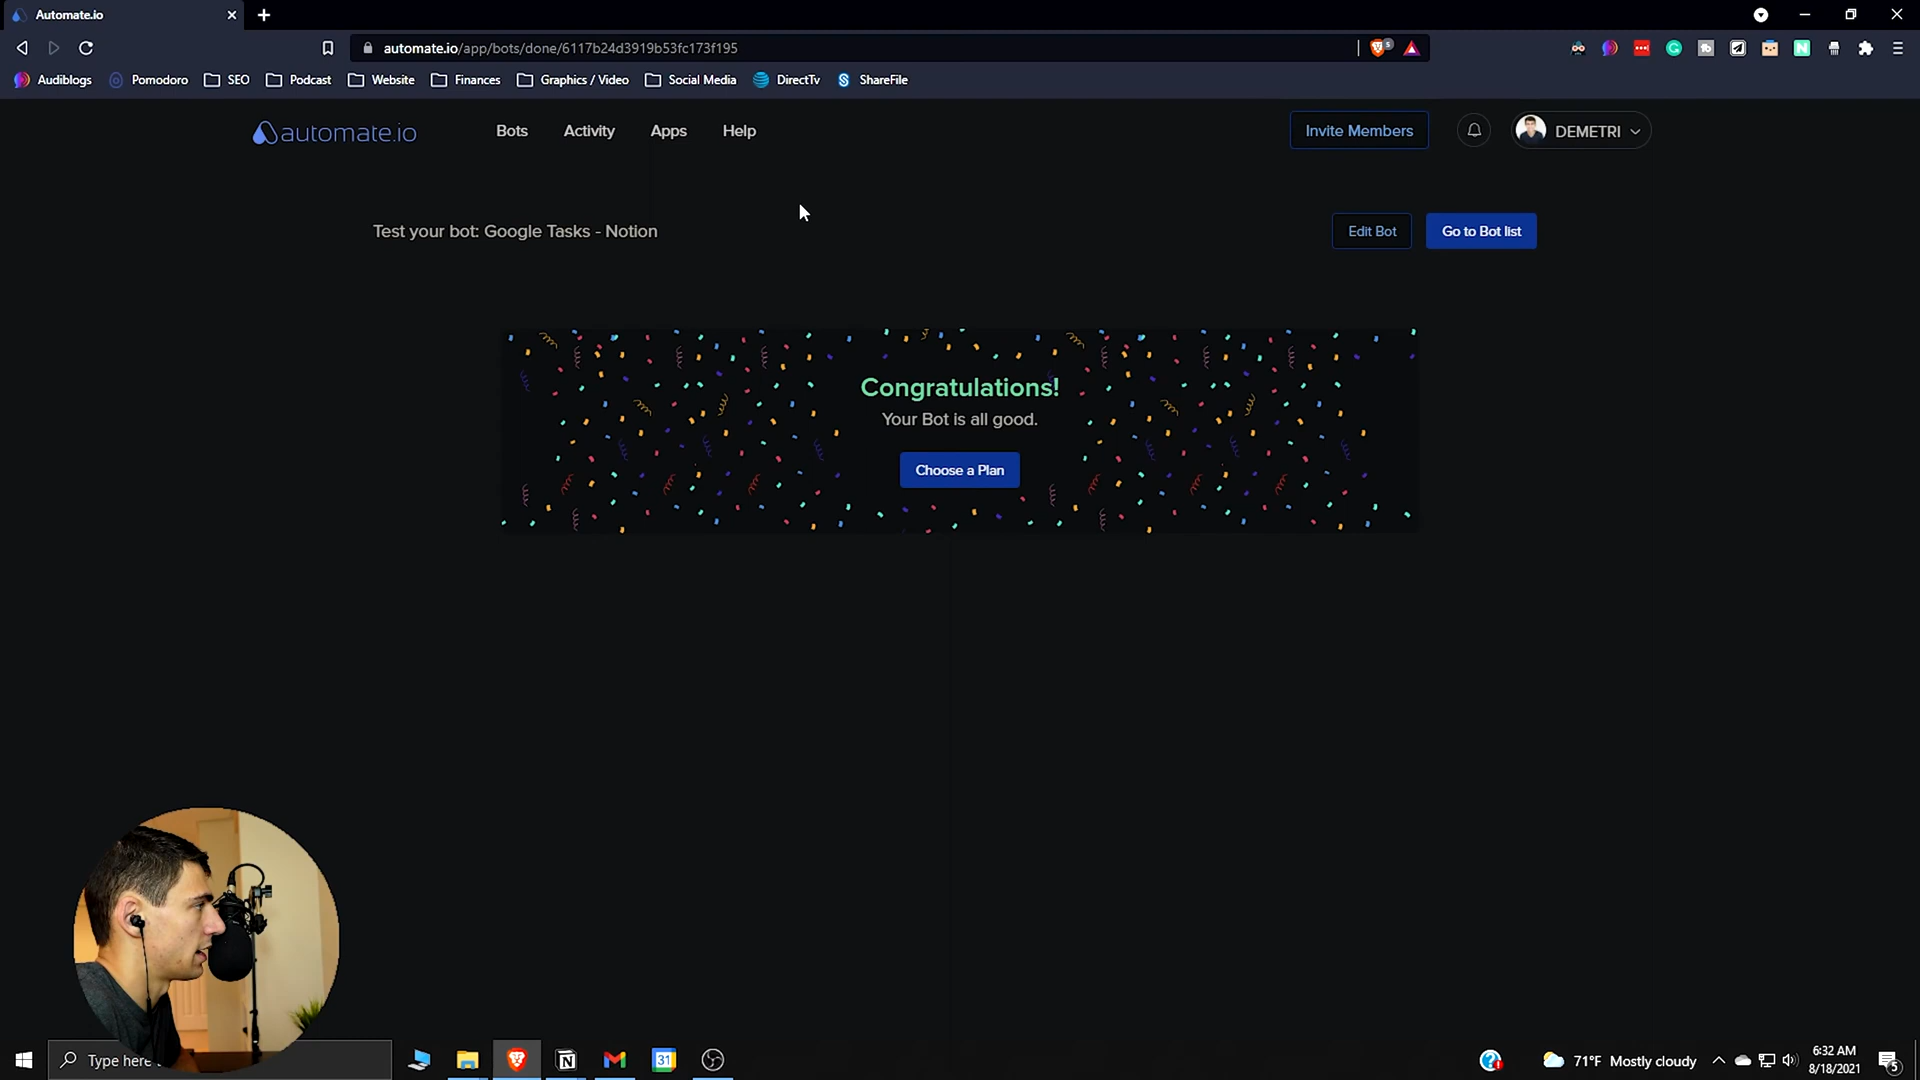 Automate.io
automate.io/app/bots/done/6117b24d3919b53fc173f195
Audiblogs
Pomodoro
SEO
Podcast
Website
Finances
Graphics / Video
Social Media
DirectTv
ShareFile
automate.io
Bots
Activity
Apps
Help
Invite Members
DEMETRI
Test your bot: Google Tasks - Notion
Edit Bot
Go to Bot list
Congratulations!
Your Bot is all good.
Choose a Plan
Type here
31
71°F Mostly cloudy
6:32 AM
8/18/2021
5